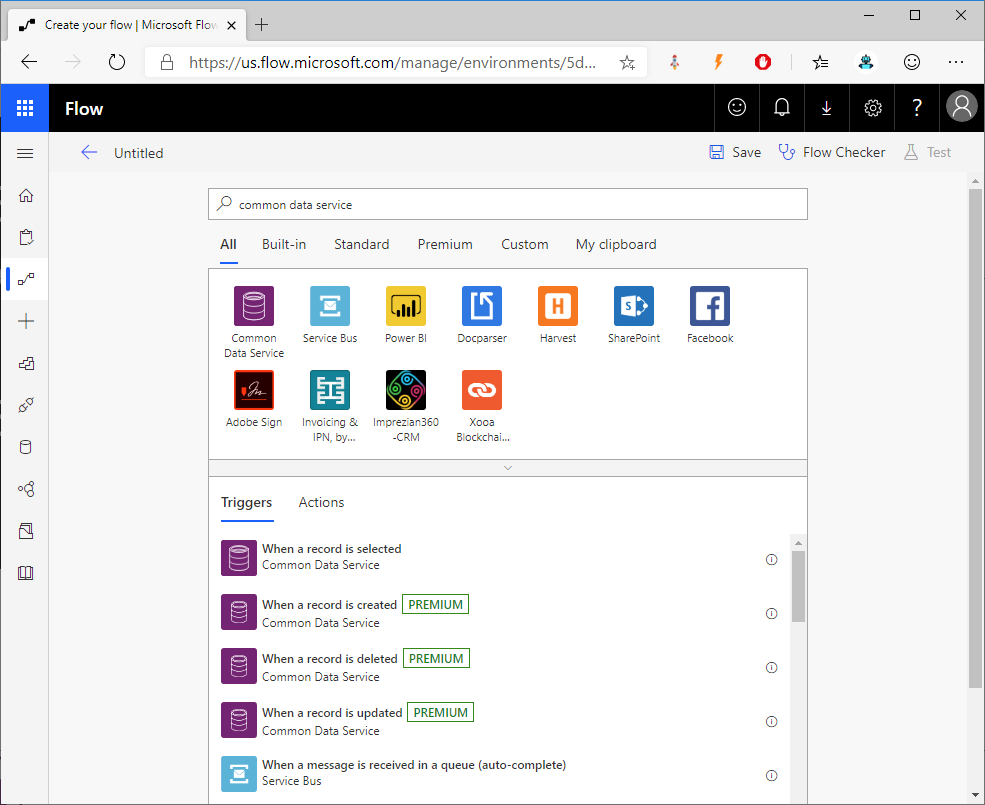 Create your flow | Microsoft Flow
https://us.flow.microsoft.com/manage/environments/5d...
Flow
?
Untitled
Save
Flow Checker
Test
common data service
All
Built-in
Standard
Premium
Custom
My clipboard
Common
Data Service
Service Bus
Power BI
Docparser
H
Harvest
S
SharePoint
f
Facebook
Adobe Sign
Invoicing &
IPN, by...
Imprezian360
-CRM
Xooa
Blockchai...
Triggers
Actions
When a record is selected
Common Data Service
When a record is created PREMIUM
Common Data Service
When a record is deleted PREMIUM
Common Data Service
When a record is updated PREMIUM
Common Data Service
When a message is received in a queue (auto-complete)
Service Bus